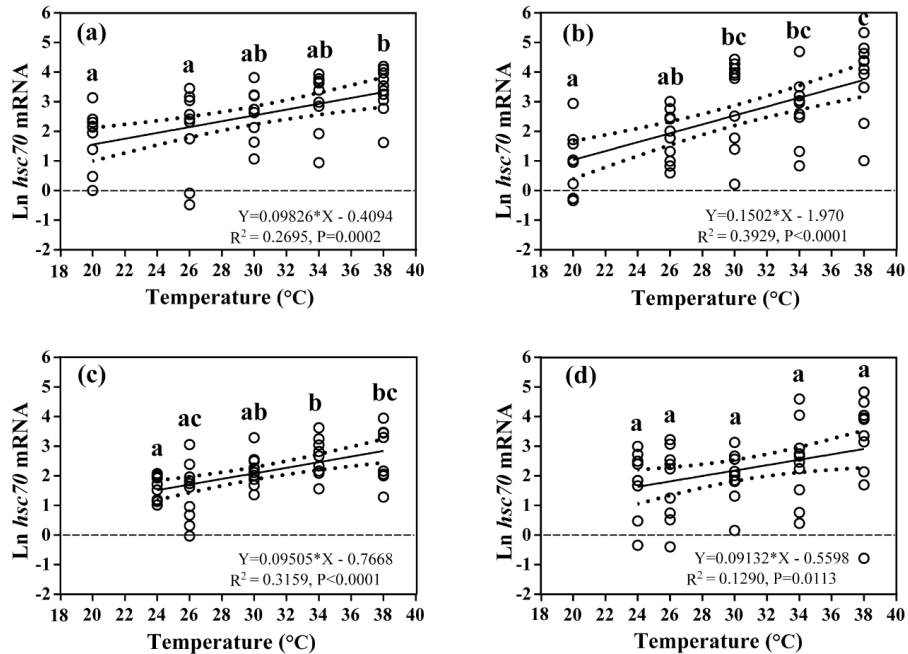 (a)
a a ab ab b
6
5
4
3
2
1
0
-1
-2
Ln hsc70 mRNA
Y=0.09826*X - 0.4094
R² = 0.2695, P=0.0002
18 20 22 24 26 28 30 32 34 36 38 40
Temperature (°C)
(b)
a ab bc bc c
6
5
4
3
2
1
0
-1
-2
Ln hsc70 mRNA
Y=0.1502*X - 1.970
R² = 0.3929, P<0.0001
18 20 24 26 28 30 32 34 36 38 40
Temperature (°C)
(c)
a ac ab b bc
6
5
4
3
2
1
0
-1
-2
Ln hsc70 mRNA
Y=0.09505*X - 0.7668
R² = 0.3159, P<0.0001
18 20 22 24 26 28 30 32 34 36 38 40
Temperature (°C)
(d)
a a a a a
6
5
4
3
2
1
0
-1
-2
Ln hsc70 mRNA
Y=0.09132*X - 0.5598
R² = 0.1290, P=0.0113
18 20 22 24 26 28 30 32 34 36 38 40
Temperature (°C)